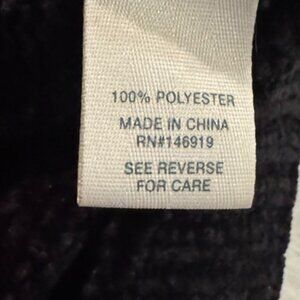 100% POLYESTER
MADE IN CHINA
RN#146919
SEE REVERSE
FOR CARE